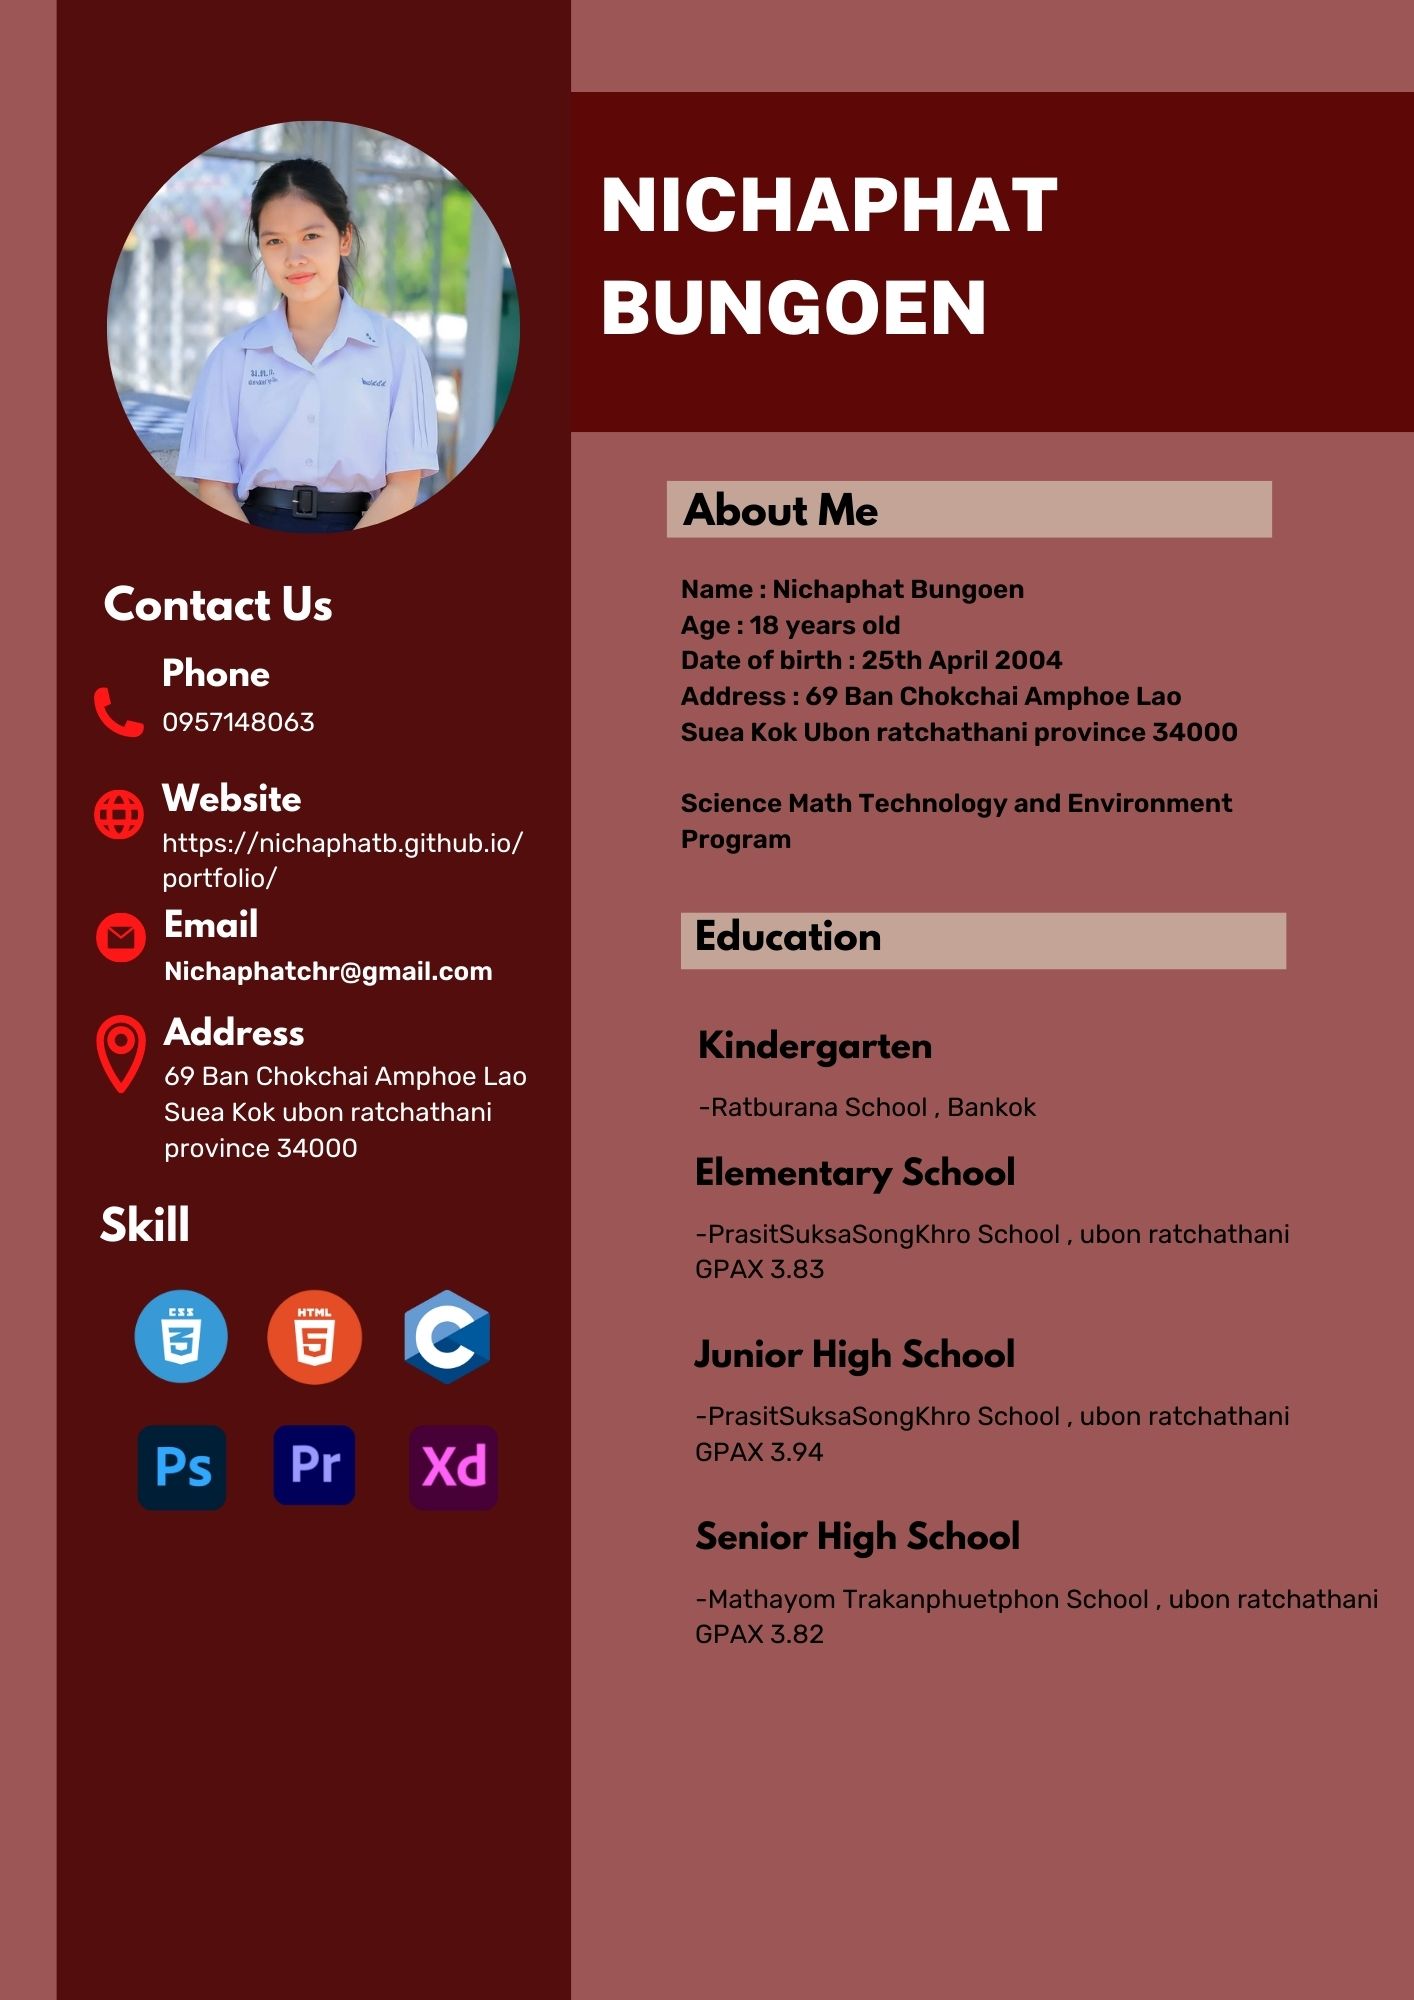 NICHAPHAT
BUNGOEN
Contact Us
Phone
0957148063
Website
https://nichaphatb.github.io/
portfolio/
Email
Nichaphatchr@gmail.com
Address
69 Ban Chokchai Amphoe Lao
Suea Kok ubon ratchathani
province 34000
Skill
CSS
3
HTML
5
C
Ps
Pr
Xd
About Me
Name : Nichaphat Bungoen
Age : 18 years old
Date of birth : 25th April 2004
Address : 69 Ban Chokchai Amphoe Lao
Suea Kok Ubon ratchathani province 34000
Science Math Technology and Environment
Program
Education
Kindergarten
-Ratburana School , Bankok
Elementary School
-PrasitSuksaSongKhro School , ubon ratchathani
GPAX 3.83
Junior High School
-PrasitSuksaSongKhro School , ubon ratchathani
GPAX 3.94
Senior High School
-Mathayom Trakanphuetphon School , ubon ratchathani
GPAX 3.82